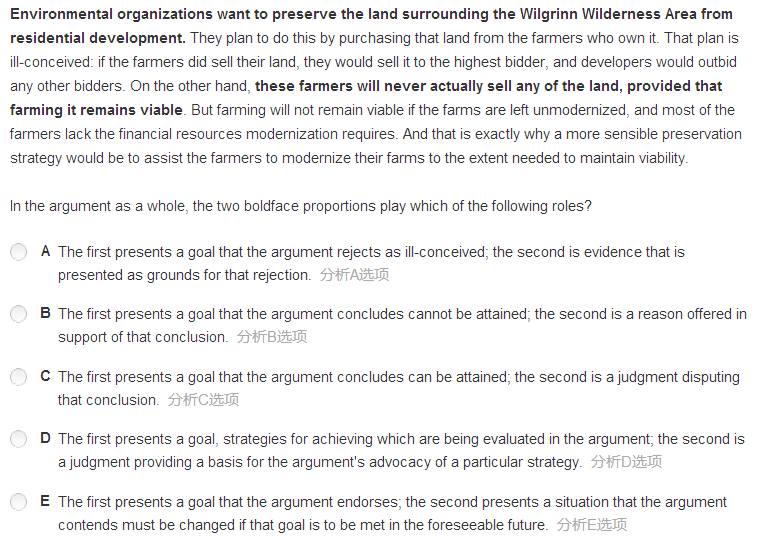 Environmental organizations want to preserve the land surrounding the Wilgrinn Wilderness Area from
residential development. They plan to do this by purchasing that land from the farmers who own it. That plan is
ill-conceived: if the farmers did sell their land, they would sell it to the highest bidder, and developers would outbid
any other bidders. On the other hand, these farmers will never actually sell any of the land, provided that
farming it remains viable. But farming will not remain viable if the farms are left unmodernized, and most of the
farmers lack the financial resources modernization requires. And that is exactly why a more sensible preservation
strategy would be to assist the farmers to modernize their farms to the extent needed to maintain viability.
In the argument as a whole, the two boldface proportions play which of the following roles?
A The first presents a goal that the argument rejects as ill-conceived; the second is evidence that is
presented as grounds for that rejection. 分析A选项
B The first presents a goal that the argument concludes cannot be attained; the second is a reason offered in
support of that conclusion. 分析B选项
C The first presents a goal that the argument concludes can be attained; the second is a judgment disputing
that conclusion. 分析C选项
D The first presents a goal, strategies for achieving which are being evaluated in the argument; the second is
a judgment providing a basis for the argument's advocacy of a particular strategy. 分析D选项
E The first presents a goal that the argument endorses; the second presents a situation that the argument
contends must be changed if that goal is to be met in the foreseeable future. 分析E选项